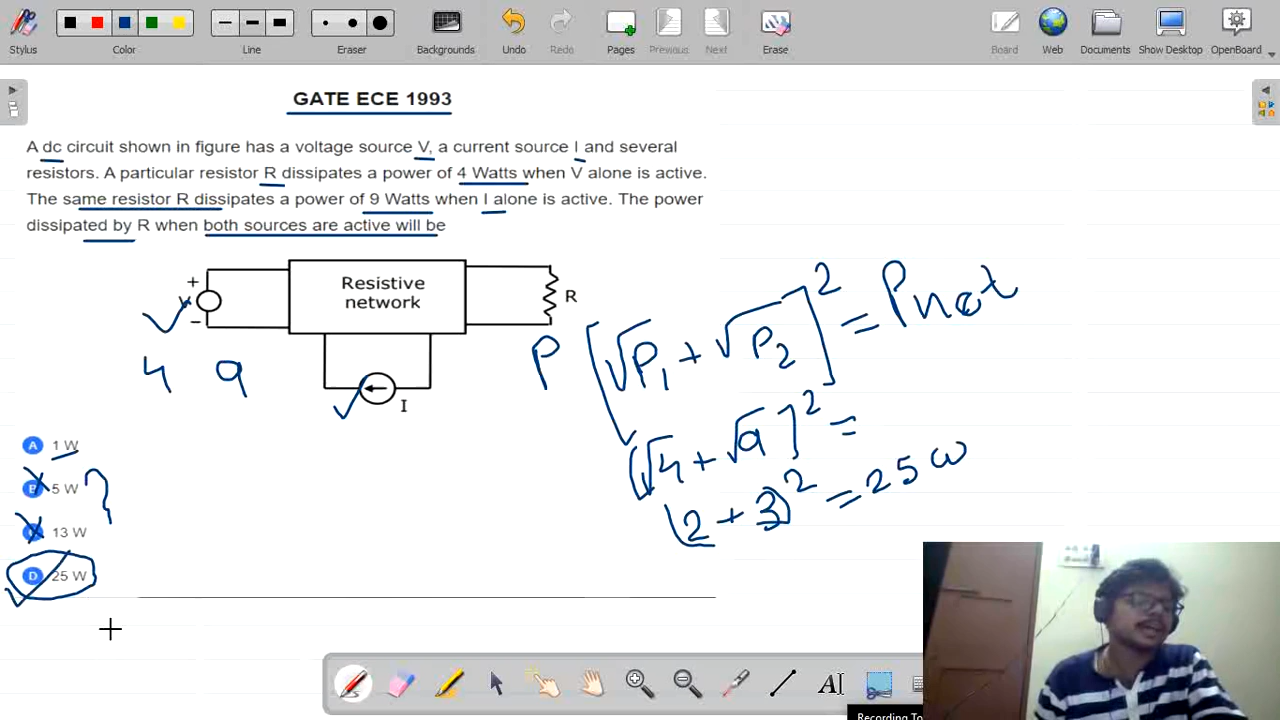 Stylus Color Line Eraser Backgrounds Undo Redo Pages Previous Next Erase Board Web Documents Show Desktop OpenBoard
GATE ECE 1993
A dc circuit shown in figure has a voltage source V, a current source I and several
resistors. A particular resistor R dissipates a power of 4 Watts when V alone is active.
The same resistor R dissipates a power of 9 Watts when I alone is active. The power
dissipated by R when both sources are active will be
+
V
−
Resistive
network
R
I
4 9
P [√P1 + √P2]² = Pnet
(√4 + √9]² =
(2 + 3)² = 25 W
A 1 W
B 5 W ?
C 13 W
D 25 W
AI
Recording To